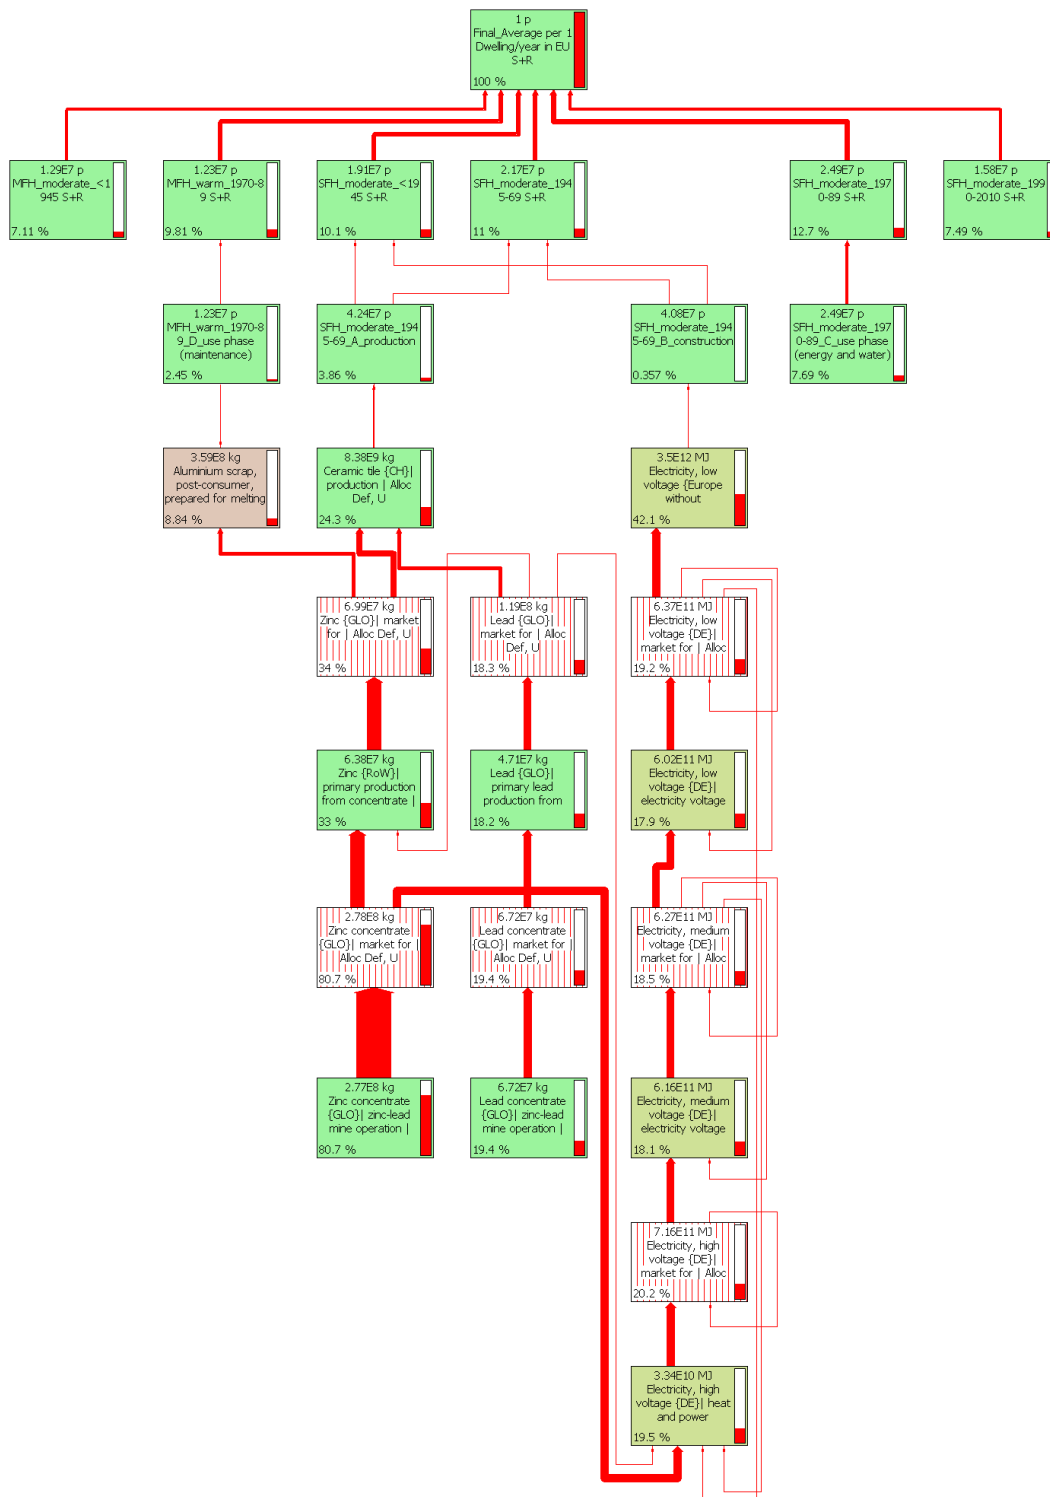 1 p
Final_Average per 1
Dwelling/year in EU
S+R
100 %
1.29E7 p
MFH_moderate_<1
945 S+R
7.11 %
1.23E7 p
MFH_warm_1970-8
9 S+R
9.81 %
1.91E7 p
SFH_moderate_<19
45 S+R
10.1 %
2.17E7 p
SFH_moderate_194
5-69 S+R
11 %
2.49E7 p
SFH_moderate_197
0-89 S+R
12.7 %
1.58E7 p
SFH_moderate_199
0-2010 S+R
7.49 %
1.23E7 p
MFH_warm_1970-8
9_D_use phase
(maintenance)
2.45 %
4.24E7 p
SFH_moderate_194
5-69_A_production
3.86 %
4.08E7 p
SFH_moderate_194
5-69_B_construction
0.357 %
2.49E7 p
SFH_moderate_197
0-89_C_use phase
(energy and water)
7.69 %
3.59E8 kg
Aluminium scrap,
post-consumer,
prepared for melting
8.84 %
8.38E9 kg
Ceramic tile {CH}|
production | Alloc
Def, U
24.3 %
3.5E12 MJ
Electricity, low
voltage {Europe
without
42.1 %
6.99E7 kg
Zinc {GLO}| market
for | Alloc Def, U
34 %
1.19E8 kg
Lead {GLO}|
market for | Alloc
Def, U
18.3 %
6.37E11 MJ
Electricity, low
voltage {DE}|
market for | Alloc
19.2 %
6.38E7 kg
Zinc {RoW}|
primary production
from concentrate |
33 %
4.71E7 kg
Lead {GLO}|
primary lead
production from
18.2 %
6.02E11 MJ
Electricity, low
voltage {DE}|
electricity voltage
17.9 %
2.78E8 kg
Zinc concentrate
{GLO}| market for |
Alloc Def, U
80.7 %
6.72E7 kg
Lead concentrate
{GLO}| market for |
Alloc Def, U
19.4 %
6.27E11 MJ
Electricity, medium
voltage {DE}|
market for | Alloc
18.5 %
2.77E8 kg
Zinc concentrate
{GLO}| zinc-lead
mine operation |
80.7 %
6.72E7 kg
Lead concentrate
{GLO}| zinc-lead
mine operation |
19.4 %
6.16E11 MJ
Electricity, medium
voltage {DE}|
electricity voltage
18.1 %
7.16E11 MJ
Electricity, high
voltage {DE}|
market for | Alloc
20.2 %
3.34E10 MJ
Electricity, high
voltage {DE}| heat
and power
19.5 %